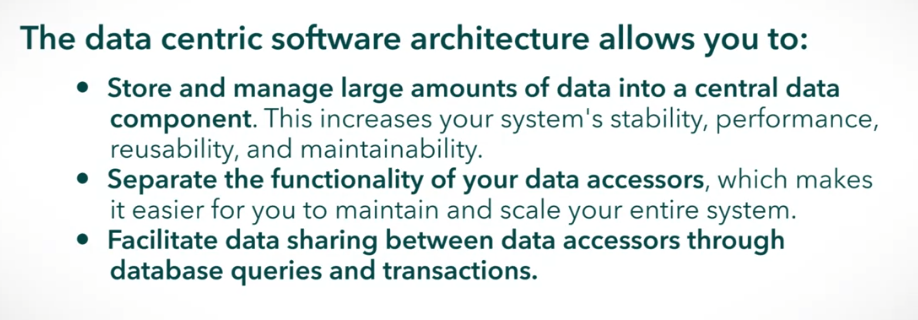 The data centric software architecture allows you to:
• Store and manage large amounts of data into a central data
component. This increases your system's stability, performance,
reusability, and maintainability.
• Separate the functionality of your data accessors, which makes
it easier for you to maintain and scale your entire system.
• Facilitate data sharing between data accessors through
database queries and transactions.